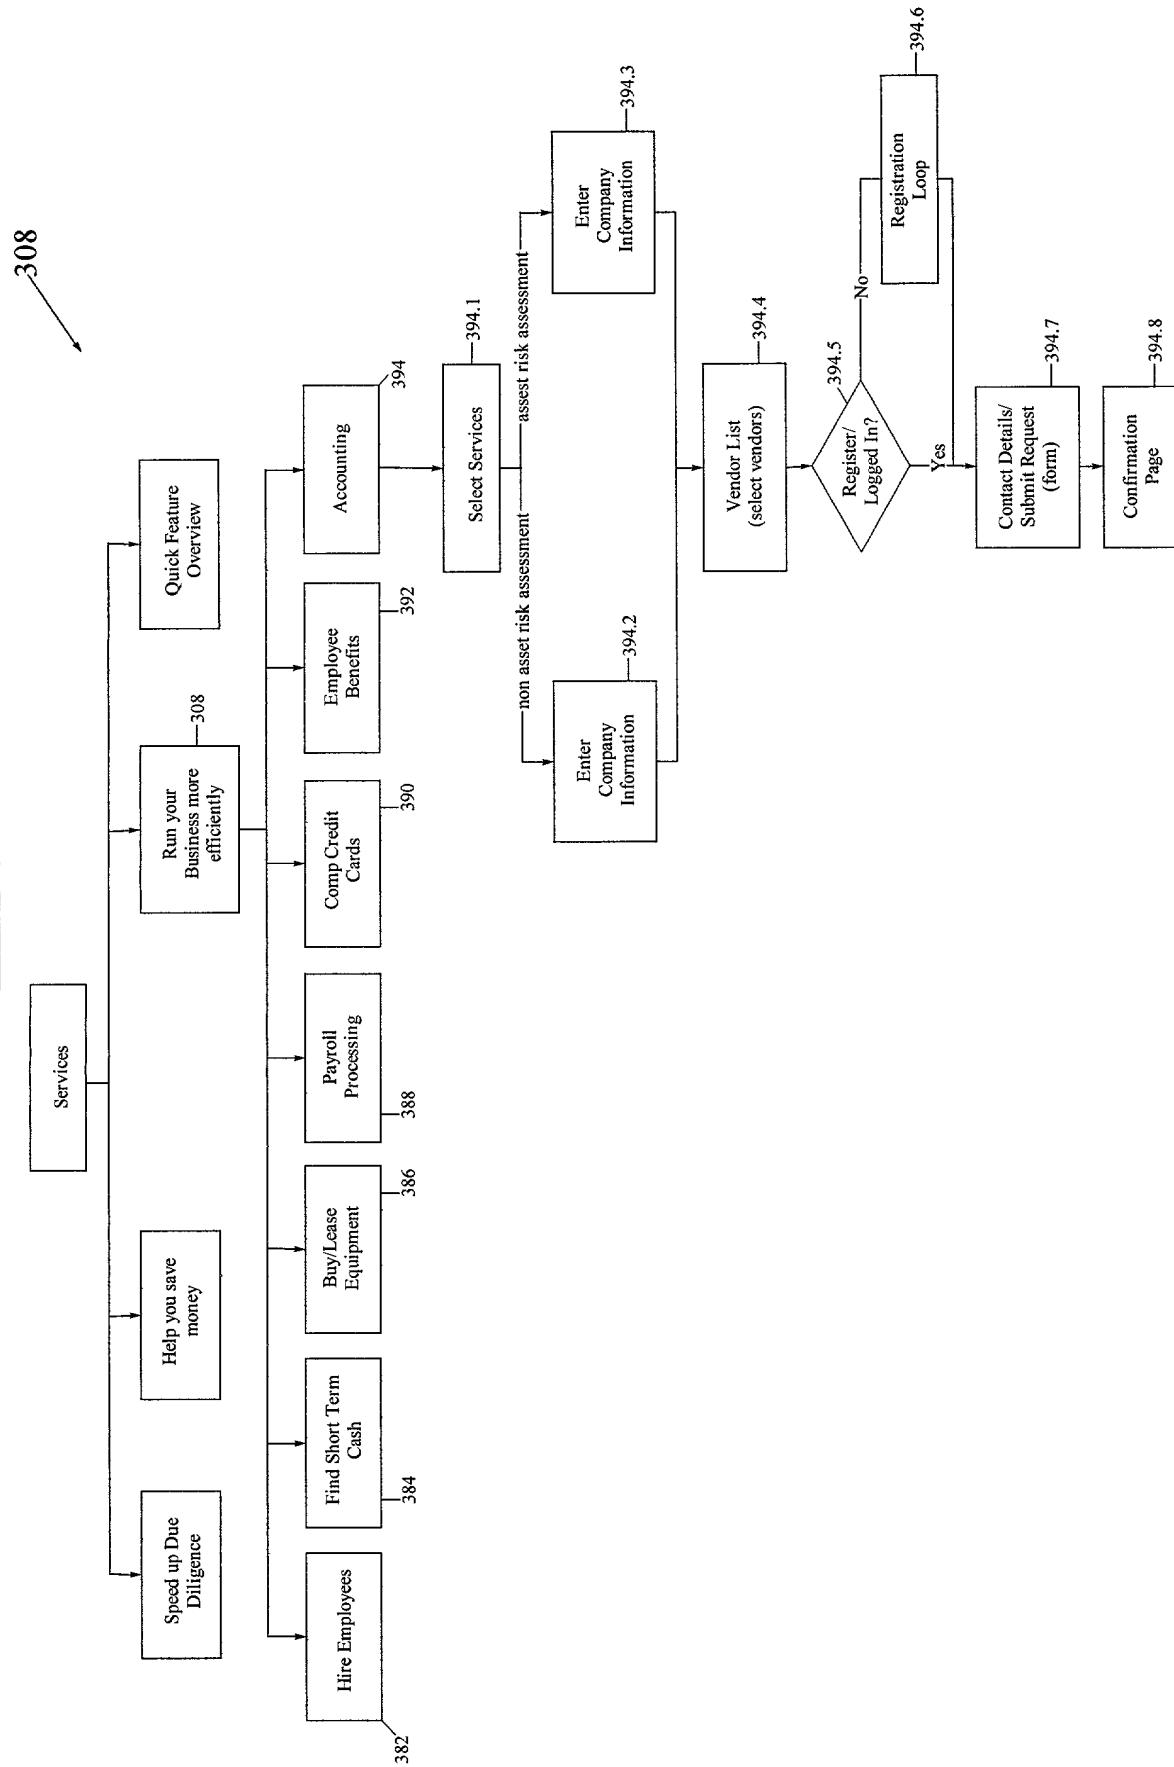 308
Services
Speed up Due
Diligence
Help you save
money
Run your
Business more
efficiently
308
Quick Feature
Overview
Hire Employees
382
Find Short Term
Cash
384
Buy/Lease
Equipment
386
Payroll
Processing
388
Comp Credit
Cards
390
Employee
Benefits
392
Accounting
394
Select Services
394.1
non asset risk assessment
assest risk assessment
Enter
Company
Information
394.2
Enter
Company
Information
394.3
Vendor List
(select vendors)
394.4
Register/
Logged In?
394.5
No
Yes
Registration
Loop
394.6
Contact Details/
Submit Request
(form)
394.7
Confirmation
Page
394.8